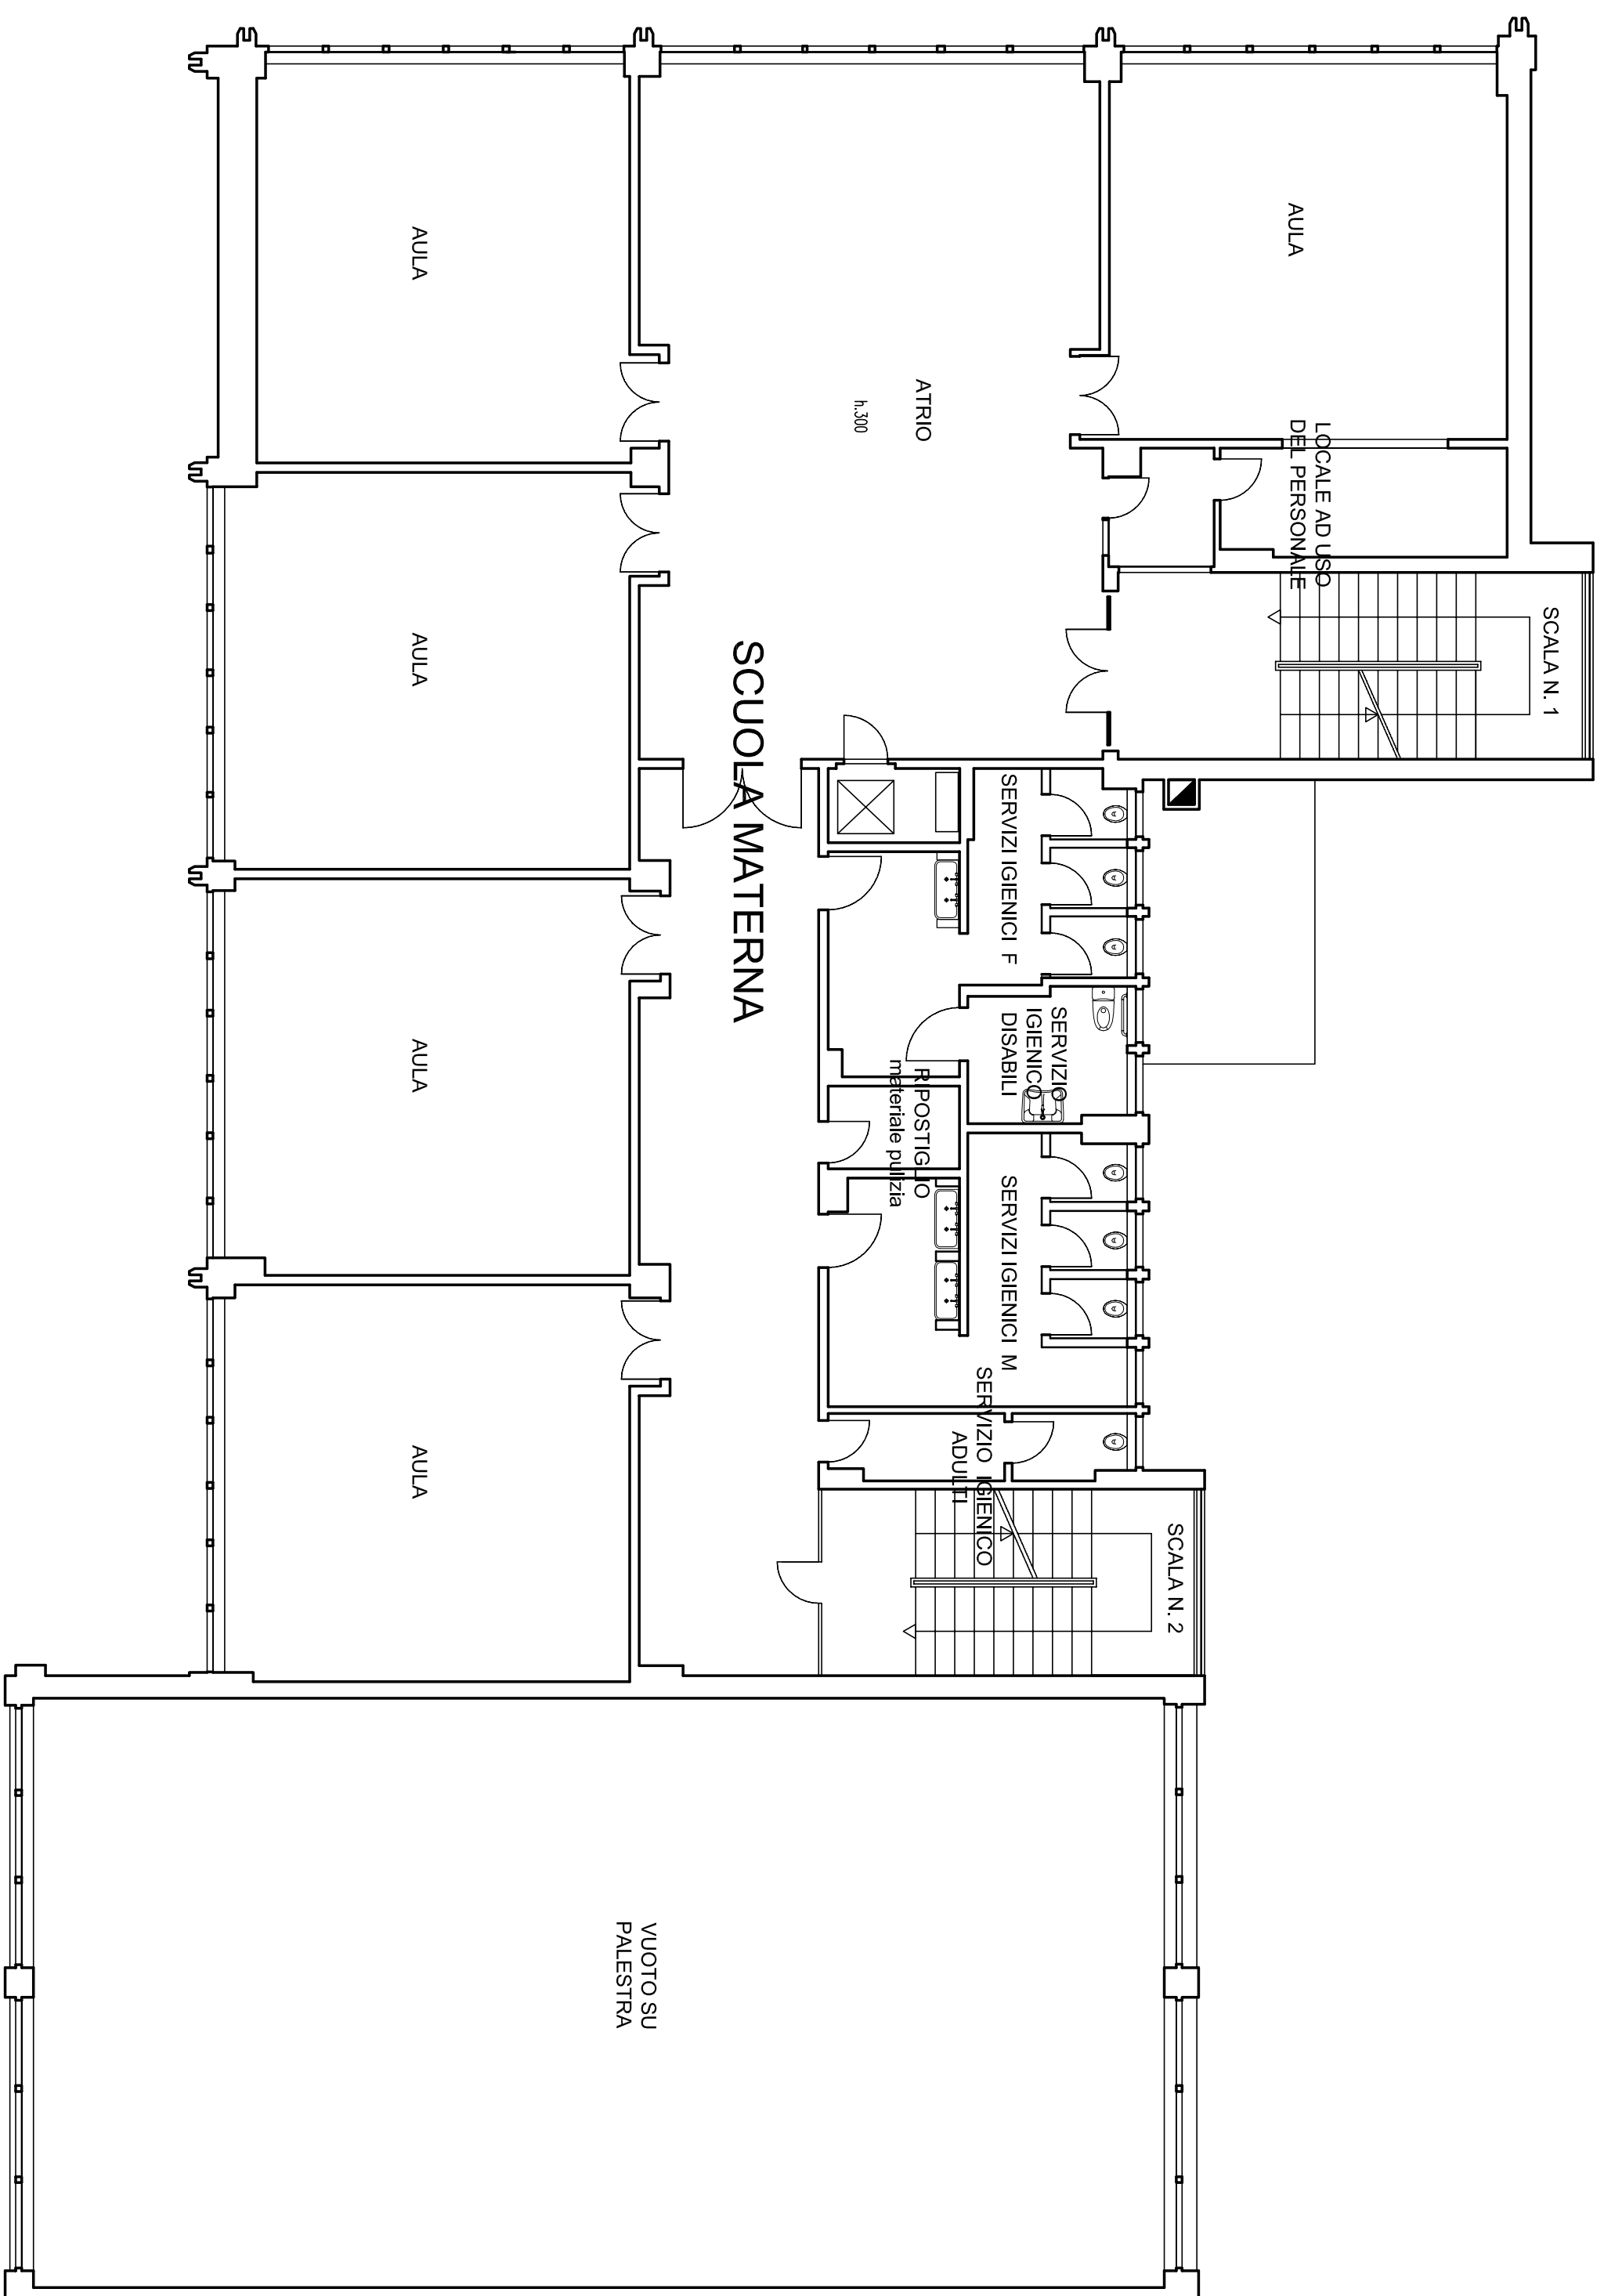 SCALA N. 1
LOCALE AD USO
DEL PERSONALE
AULA
ATRIO
h.300
AULA
AULA
AULA
AULA
SCUOLA MATERNA
SERVIZI IGIENICI F
SERVIZIO
IGIENICO
DISABILI
RIPOSTIGLIO
materiale pulizia
SERVIZI IGIENICI M
SERVIZIO IGIENICO
ADULTI
SCALA N. 2
VUOTO SU
PALESTRA